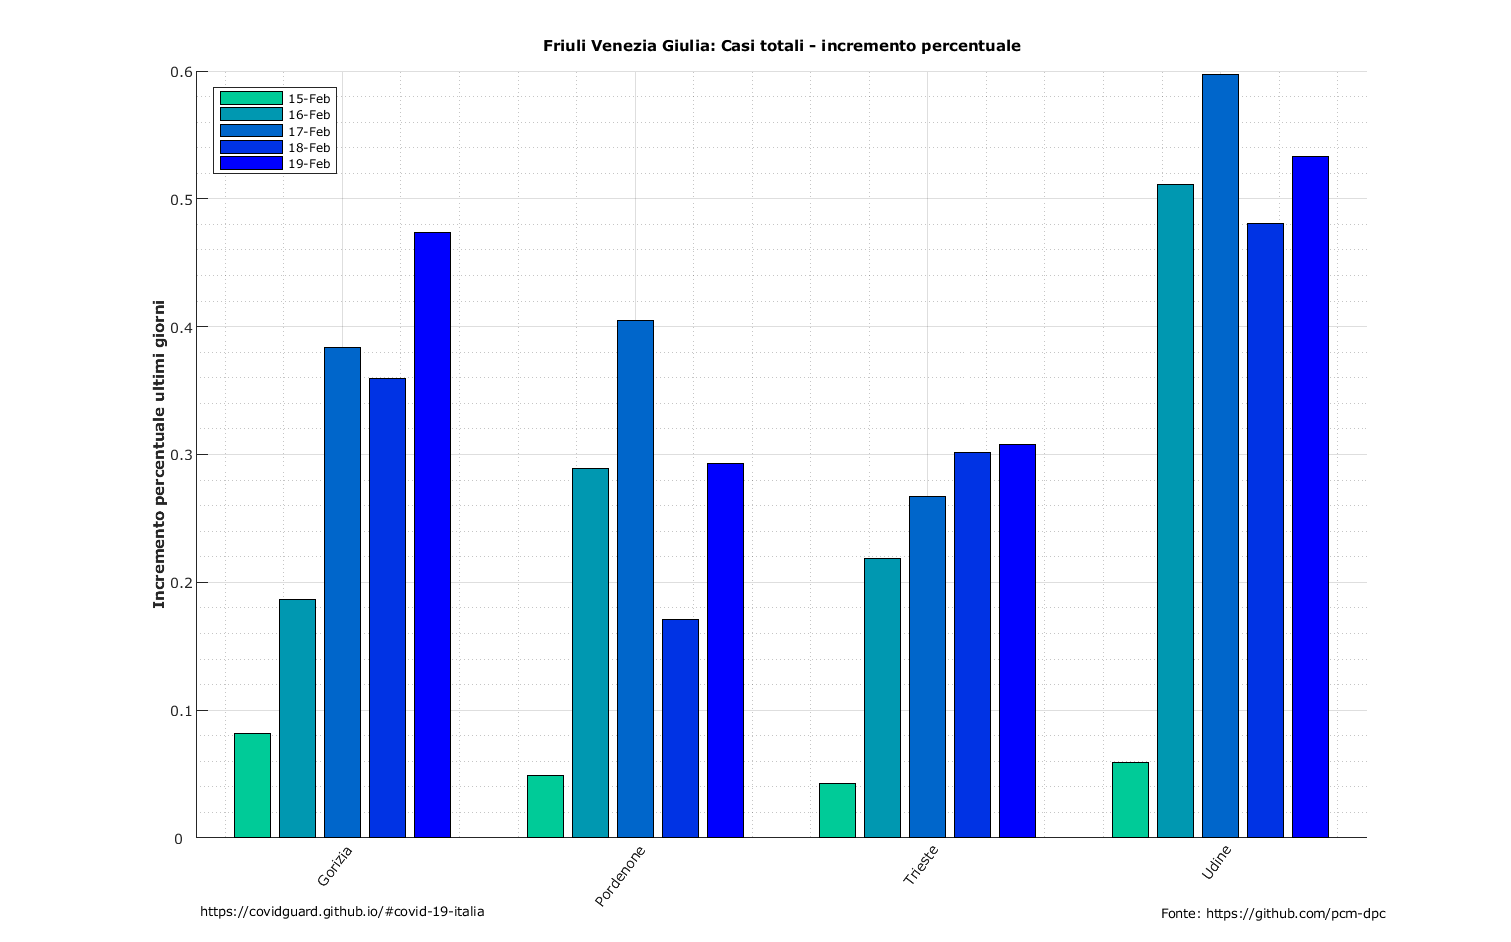 Friuli Venezia Giulia: Casi totali - incremento percentuale
Incremento percentuale ultimi giorni
0.6
0.5
0.4
0.3
0.2
0.1
0
15-Feb
16-Feb
17-Feb
18-Feb
19-Feb
Gorizia
Pordenone
Trieste
Udine
https://covidguard.github.io/#covid-19-italia
Fonte: https://github.com/pcm-dpc